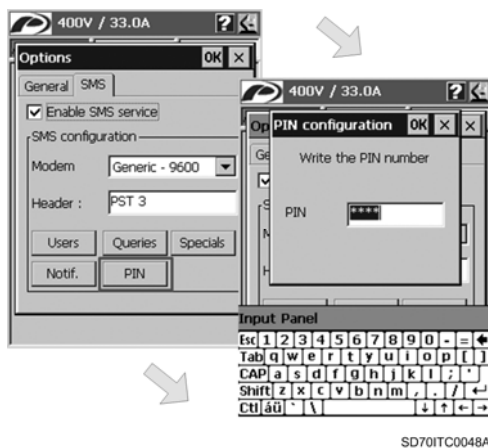 400V / 33.0A ?
Options OK ×
General SMS
Enable SMS service
SMS configuration
Modem Generic - 9600
Header : PST 3
Users Queries Specials
Notif. PIN
400V / 33.0A ?
Op PIN configuration OK × ×
Ge Write the PIN number
PIN ****
Input Panel
Esc 1 2 3 4 5 6 7 8 9 0 - = 
Tab q w e r t y u i o p [ ]
CAP a s d f g h j k l ; '
Shift z x c v b n m , . / ↵
Ctl áü ` \ ↓ ↑ ← →
SD70ITC0048A